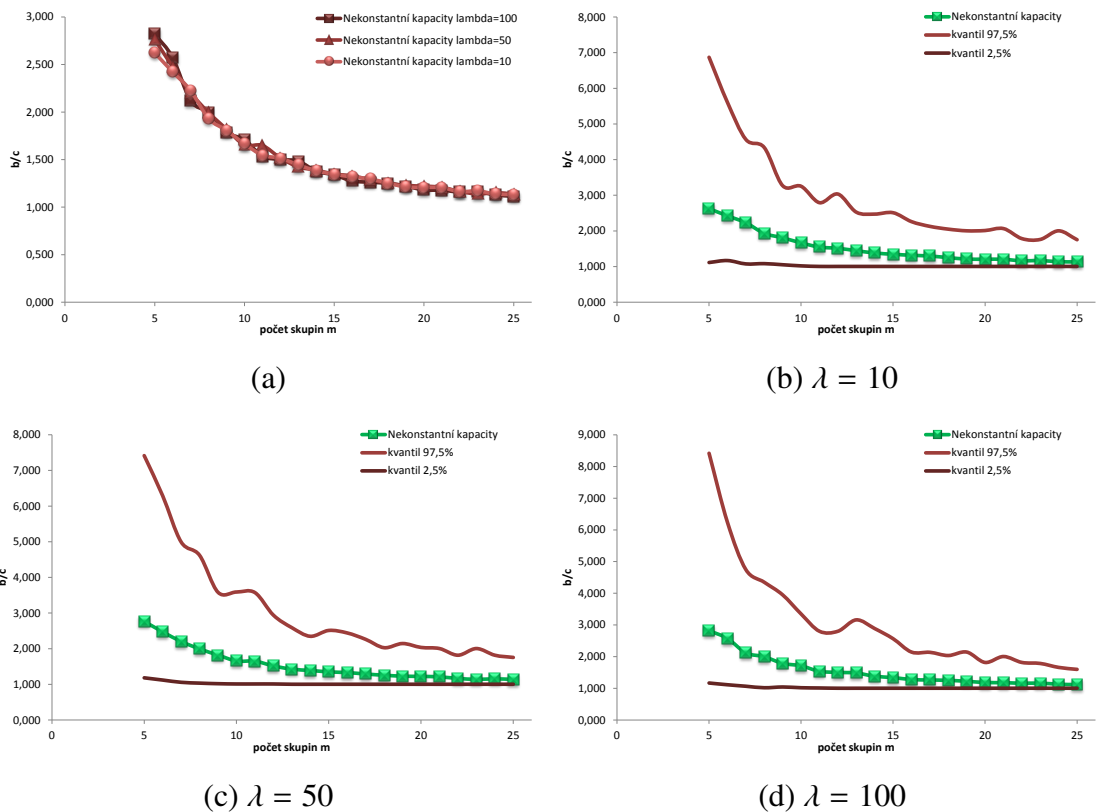 3,000
2,500
2,000
1,500
1,000
0,500
0,000
b/c
0
5
10
15
20
25
počet skupin m
Nekonstantní kapacity lambda=100
Nekonstantní kapacity lambda=50
Nekonstantní kapacity lambda=10
(a)
8,000
7,000
6,000
5,000
4,000
3,000
2,000
1,000
0,000
b/c
0
5
10
15
20
25
počet skupin m
Nekonstantní kapacity
kvantil 97,5%
kvantil 2,5%
(b) λ = 10
8,000
7,000
6,000
5,000
4,000
3,000
2,000
1,000
0,000
b/c
0
5
10
15
20
25
počet skupin m
Nekonstantní kapacity
kvantil 97,5%
kvantil 2,5%
(c) λ = 50
9,000
8,000
7,000
6,000
5,000
4,000
3,000
2,000
1,000
0,000
b/c
0
5
10
15
20
25
počet skupin m
Nekonstantní kapacity
kvantil 97,5%
kvantil 2,5%
(d) λ = 100